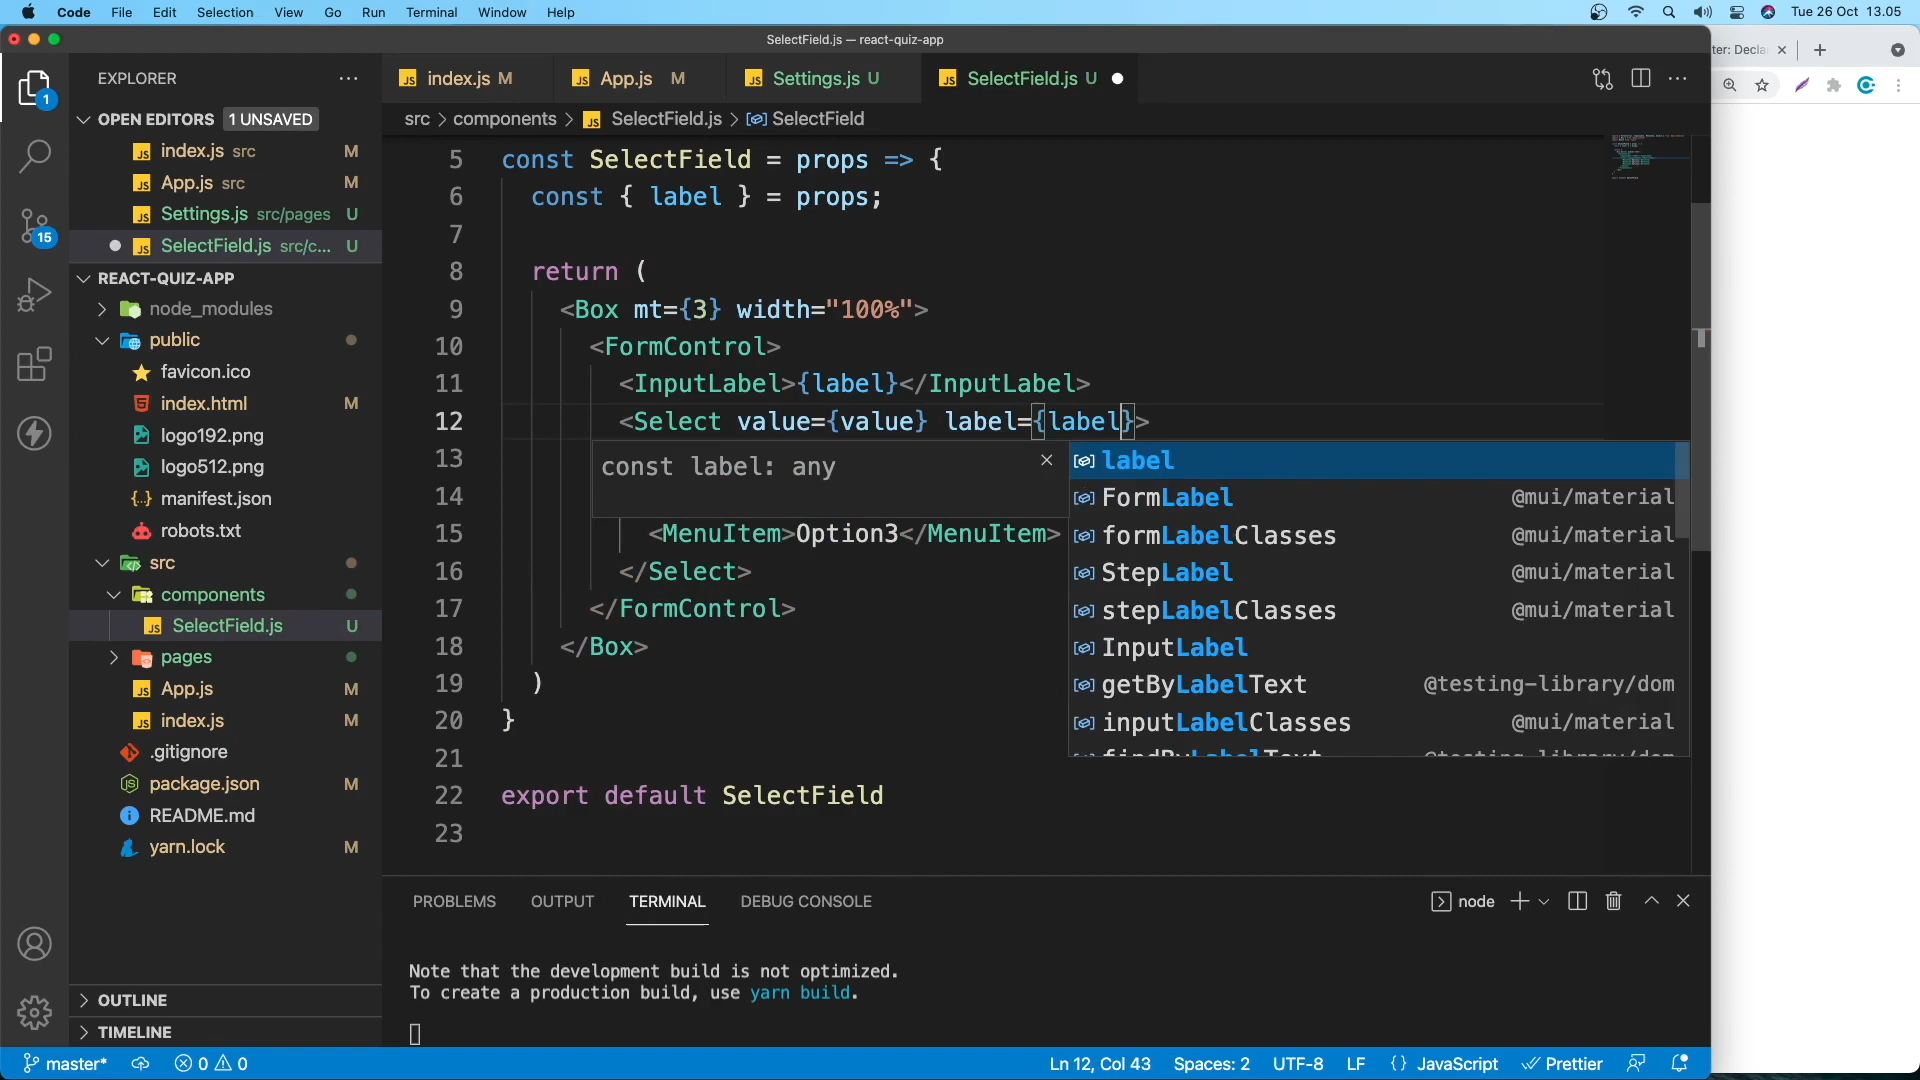 Code File Edit Selection View Go Run Terminal Window Help Tue 26 Oct 13.05
SelectField.js — react-quiz-app
ter: Decla
EXPLORER
index.js M App.js M Settings.js U SelectField.js U
OPEN EDITORS 1 UNSAVED
src > components > SelectField.js > SelectField
1
index.js src M
App.js src M
Settings.js src/pages U
SelectField.js src/c... U
15
REACT-QUIZ-APP
node_modules
public
favicon.ico
index.html M
logo192.png
logo512.png
manifest.json
robots.txt
src
components
SelectField.js U
pages
App.js M
index.js M
.gitignore
package.json M
README.md
yarn.lock M
OUTLINE
TIMELINE
5 const SelectField = props => {
6 const { label } = props;
7
8 return (
9 <Box mt={3} width="100%">
10 <FormControl>
11 <InputLabel>{label}</InputLabel>
12 <Select value={value} label={label}>
13
14
15 <MenuItem>Option3</MenuItem>
16 </Select>
17 </FormControl>
18 </Box>
19 )
20 }
21
22 export default SelectField
23
const label: any
label
FormLabel @mui/material
formLabelClasses @mui/material
StepLabel @mui/material
stepLabelClasses @mui/material
InputLabel
getByLabelText @testing-library/dom
inputLabelClasses @mui/material
PROBLEMS OUTPUT TERMINAL DEBUG CONSOLE
node
Note that the development build is not optimized.
To create a production build, use yarn build.
master* 0 0 Ln 12, Col 43 Spaces: 2 UTF-8 LF {} JavaScript Prettier